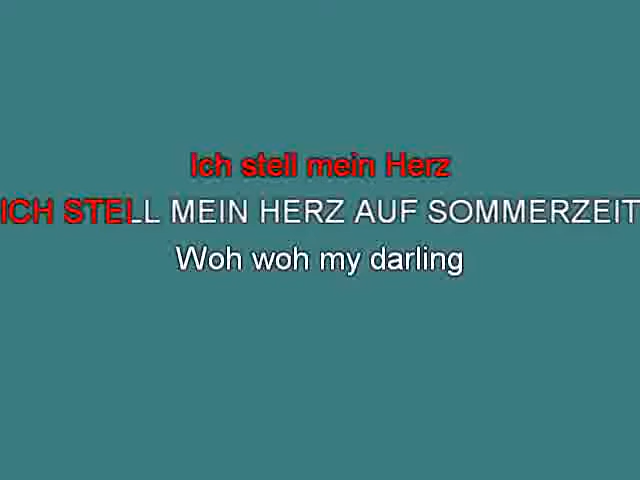 Ich stell mein Herz
ICH STELL MEIN HERZ AUF SOMMERZEIT
Woh woh my darling